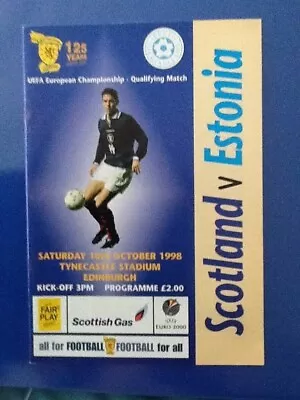 125
YEARS
UEFA European Championship - Qualifying Match
SATURDAY 10th OCTOBER 1998
TYNECASTLE STADIUM
EDINBURGH
KICK-OFF 3PM PROGRAMME £2.00
FAIR
PLAY
Scottish Gas
EURO 2000
all for FOOTBALL FOOTBALL for all
Scotland v Estonia